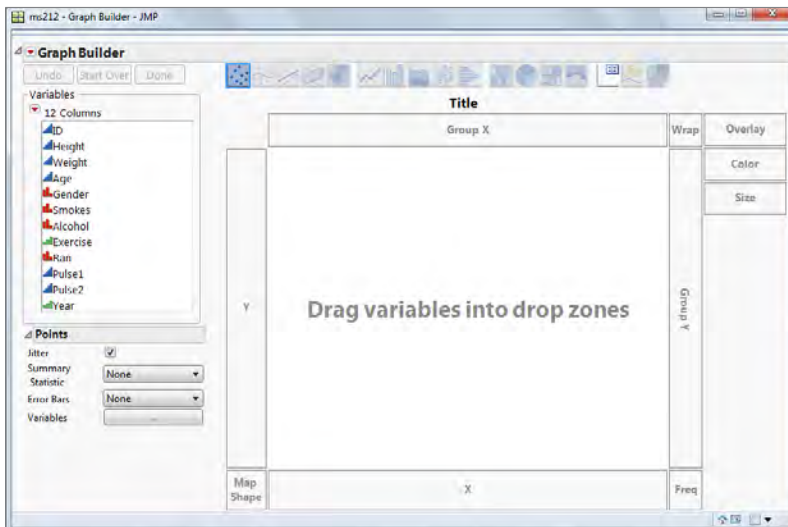 ms212 - Graph Builder - JMP
Graph Builder
Undo Start Over Done
Variables
12 Columns
ID
Height
Weight
Age
Gender
Smokes
Alcohol
Exercise
Ran
Pulse1
Pulse2
Year
Points
Jitter
Summary
Statistic
None
Error Bars
None
Variables
...
Title
Group X
Wrap
Overlay
Color
Size
Y
Drag variables into drop zones
Group Y
Map
Shape
X
Freq